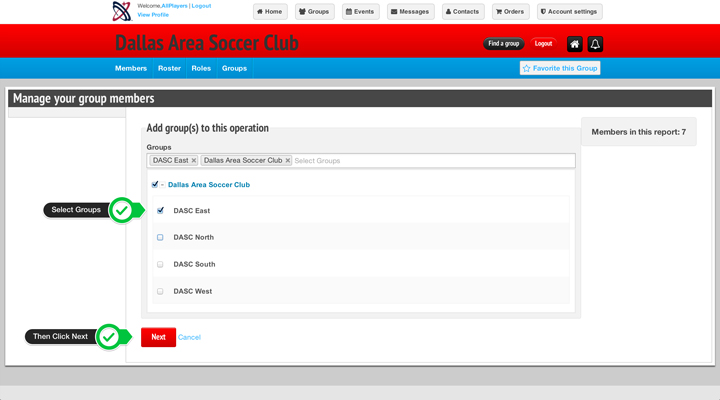 Welcome,AllPlayers | Logout
View Profile
Home
Groups
Events
Messages
Contacts
Orders
Account settings
Dallas Area Soccer Club
Find a group
Logout
Members Roster Roles Groups
Favorite this Group
Manage your group members
Add group(s) to this operation
Members in this report: 7
Groups
DASC East × Dallas Area Soccer Club × Select Groups
- Dallas Area Soccer Club
Select Groups
DASC East
DASC North
DASC South
DASC West
Then Click Next
Next Cancel